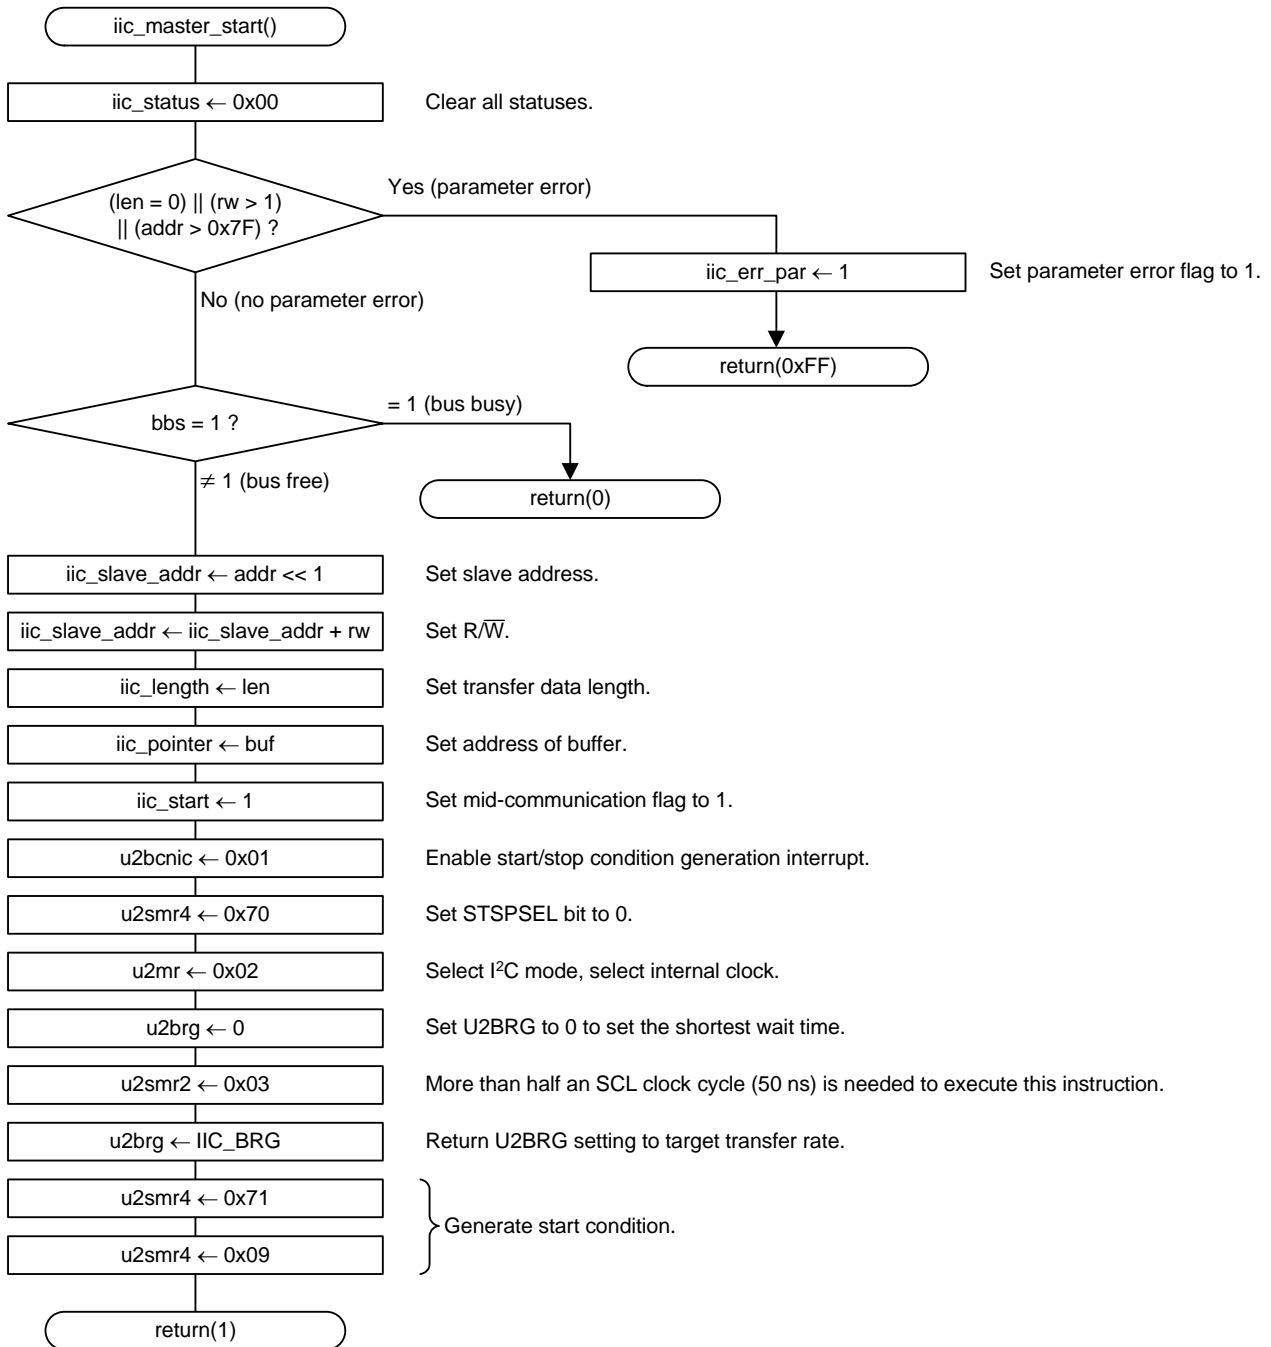 iic_master_start()
iic_status ← 0x00
Clear all statuses.
(len = 0) || (rw > 1)
|| (addr > 0x7F) ?
Yes (parameter error)
iic_err_par ← 1
Set parameter error flag to 1.
No (no parameter error)
return(0xFF)
bbs = 1 ?
= 1 (bus busy)
≠ 1 (bus free)
return(0)
iic_slave_addr ← addr << 1
Set slave address.
iic_slave_addr ← iic_slave_addr + rw
Set R/W̅.
iic_length ← len
Set transfer data length.
iic_pointer ← buf
Set address of buffer.
iic_start ← 1
Set mid-communication flag to 1.
u2bcnic ← 0x01
Enable start/stop condition generation interrupt.
u2smr4 ← 0x70
Set STSPSEL bit to 0.
u2mr ← 0x02
Select I²C mode, select internal clock.
u2brg ← 0
Set U2BRG to 0 to set the shortest wait time.
u2smr2 ← 0x03
More than half an SCL clock cycle (50 ns) is needed to execute this instruction.
u2brg ← IIC_BRG
Return U2BRG setting to target transfer rate.
u2smr4 ← 0x71
Generate start condition.
u2smr4 ← 0x09
return(1)